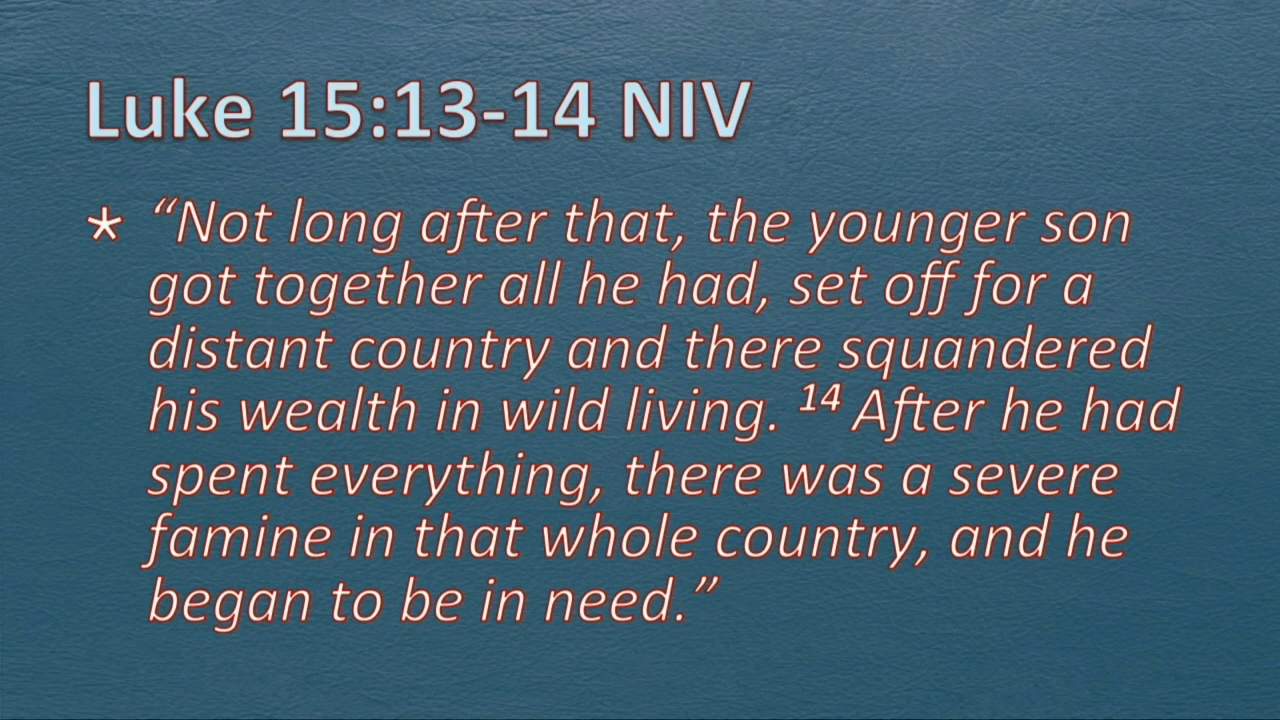 Luke 15:13-14 NIV
* “Not long after that, the younger son
got together all he had, set off for a
distant country and there squandered
his wealth in wild living. ¹⁴ After he had
spent everything, there was a severe
famine in that whole country, and he
began to be in need.”